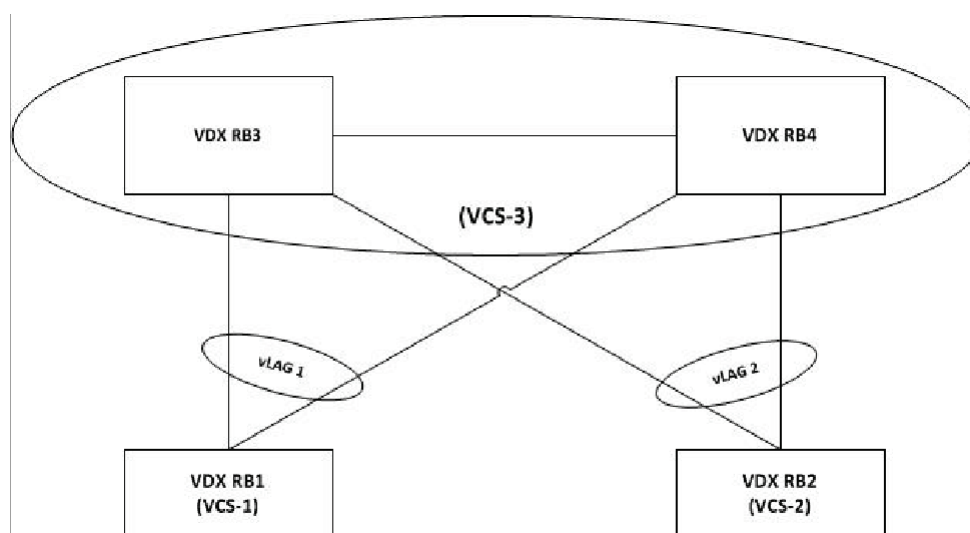 VDX RB3
VDX RB4
(VCS-3)
vLAG 1
vLAG 2
VDX RB1
(VCS-1)
VDX RB2
(VCS-2)